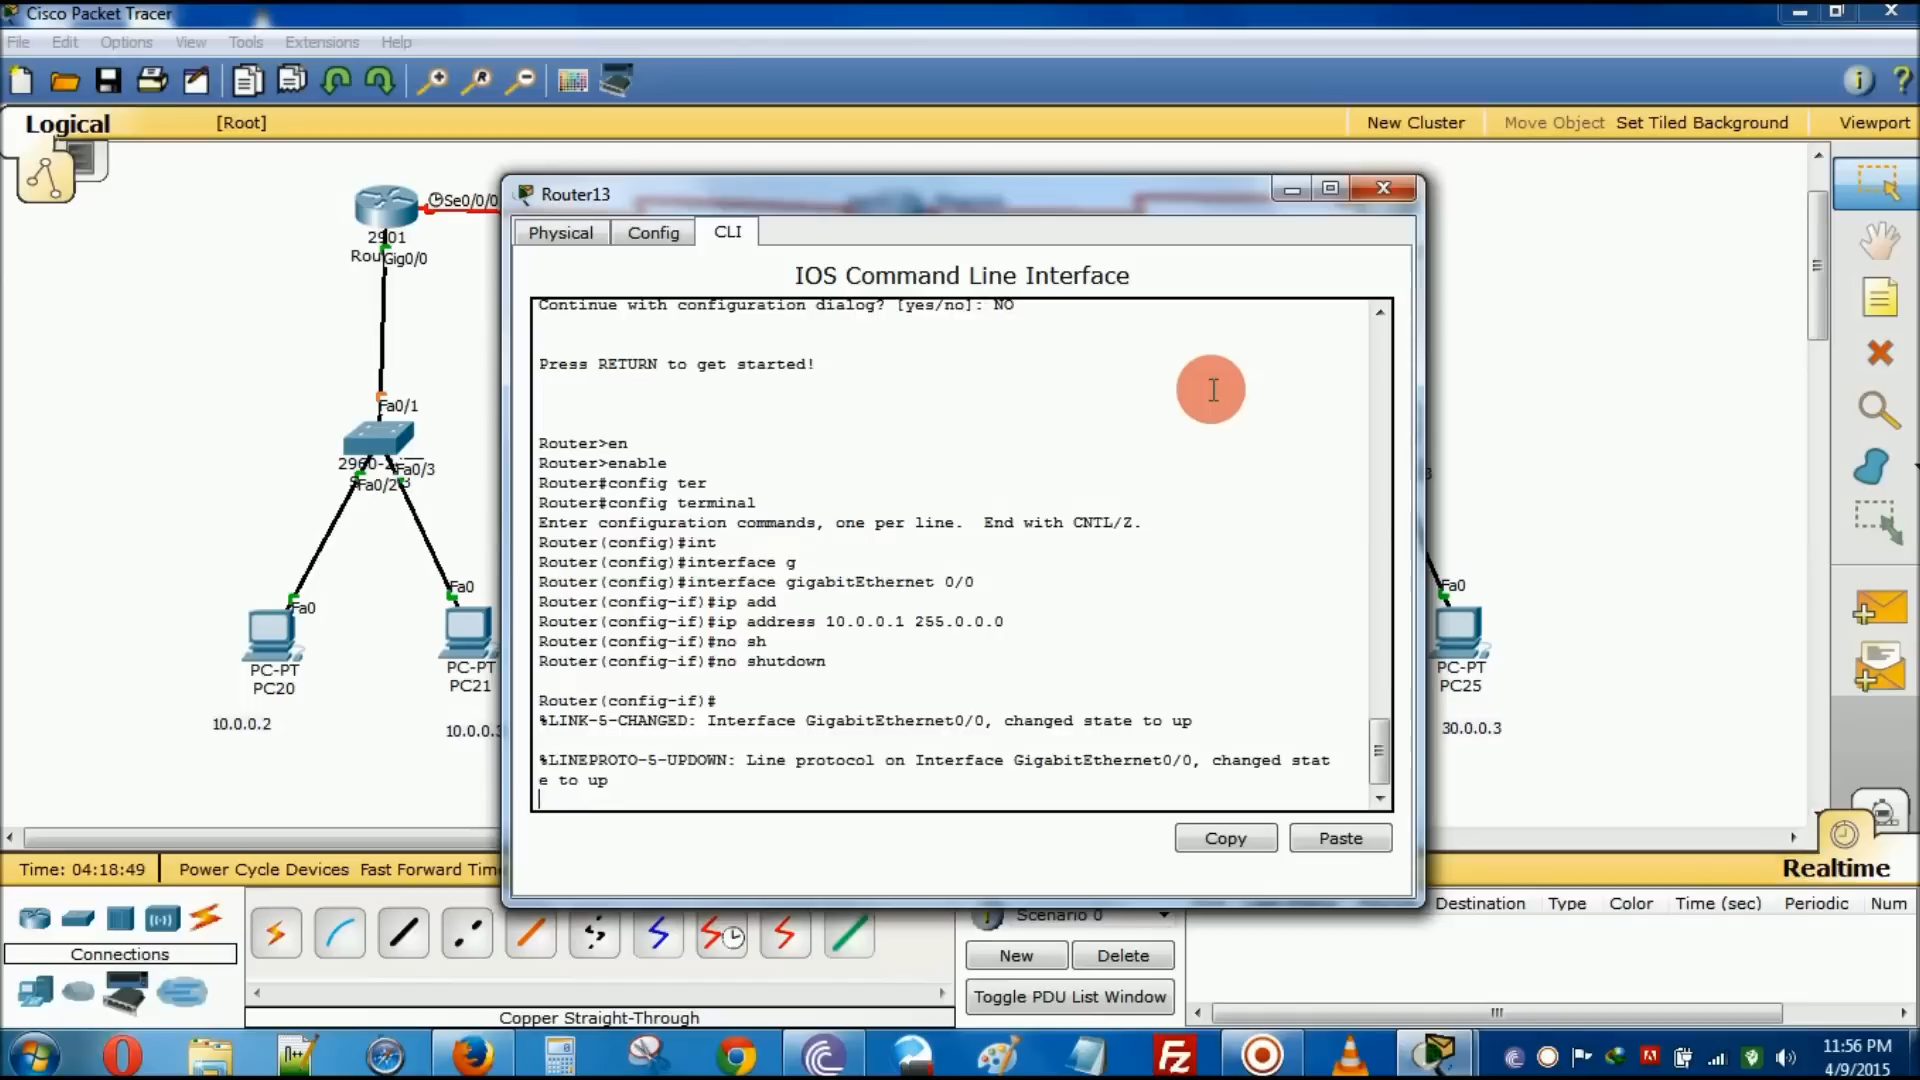 Cisco Packet Tracer
File Edit Options View Tools Extensions Help
Logical [Root] New Cluster Move Object Set Tiled Background Viewport
Se0/0/0
2901
Gig0/0
Fa0/1
Fa0/3
Fa0/2
Fa0
Fa0
PC-PT
PC20
PC-PT
PC21
10.0.0.2
Router13
Physical Config CLI
IOS Command Line Interface
Continue with configuration dialog? [yes/no]: NO
Press RETURN to get started!
Router>en
Router>enable
Router#config ter
Router#config terminal
Enter configuration commands, one per line.  End with CNTL/Z.
Router(config)#int
Router(config)#interface g
Router(config)#interface gigabitEthernet 0/0
Router(config-if)#ip add
Router(config-if)#ip address 10.0.0.1 255.0.0.0
Router(config-if)#no sh
Router(config-if)#no shutdown
Router(config-if)#
%LINK-5-CHANGED: Interface GigabitEthernet0/0, changed state to up
%LINEPROTO-5-UPDOWN: Line protocol on Interface GigabitEthernet0/0, changed stat
e to up
Copy Paste
Fa0
PC-PT
PC25
30.0.0.3
Time: 04:18:49 Power Cycle Devices Fast Forward Tim
Realtime
Connections
Copper Straight-Through
Scenario 0
New Delete
Toggle PDU List Window
Destination Type Color Time (sec) Periodic Num
11:56 PM
4/9/2015